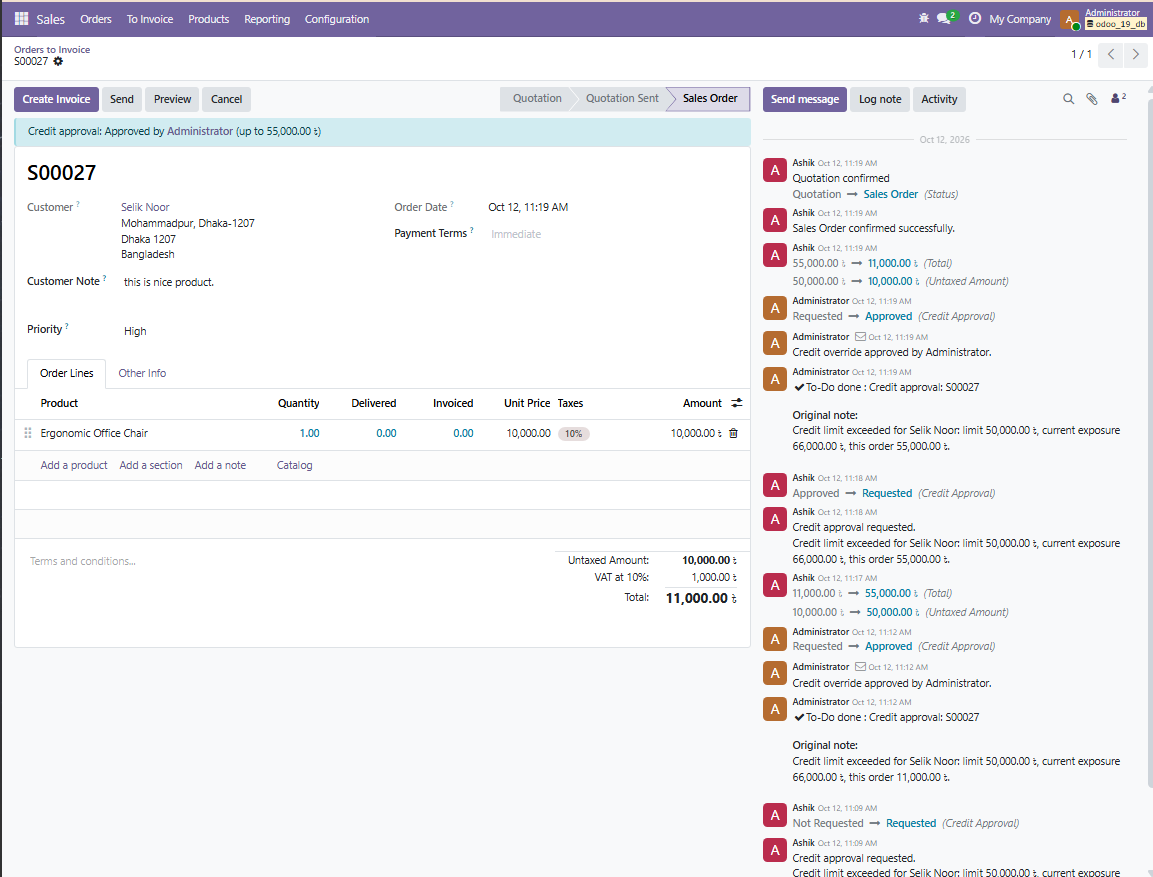 Sales Orders To Invoice Products Reporting Configuration
2 My Company A Administrator
odoo_19_db
Orders to Invoice
S00027
1 / 1
Create Invoice Send Preview Cancel
Quotation Quotation Sent Sales Order
Credit approval: Approved by Administrator (up to 55,000.00 ৳)
S00027
Customer ? Selik Noor
Mohammadpur, Dhaka-1207
Dhaka 1207
Bangladesh
Order Date ? Oct 12, 11:19 AM
Payment Terms ? Immediate
Customer Note ? this is nice product.
Priority ? High
Order Lines Other Info
Product Quantity Delivered Invoiced Unit Price Taxes Amount
Ergonomic Office Chair 1.00 0.00 0.00 10,000.00 10% 10,000.00 ৳
Add a product Add a section Add a note Catalog
Terms and conditions...
Untaxed Amount: 10,000.00 ৳
VAT at 10%: 1,000.00 ৳
Total: 11,000.00 ৳
Send message Log note Activity 2
Oct 12, 2026
A Ashik Oct 12, 11:19 AM
Quotation confirmed
Quotation → Sales Order (Status)
A Ashik Oct 12, 11:19 AM
Sales Order confirmed successfully.
A Ashik Oct 12, 11:19 AM
55,000.00 ৳ → 11,000.00 ৳ (Total)
50,000.00 ৳ → 10,000.00 ৳ (Untaxed Amount)
A Administrator Oct 12, 11:19 AM
Requested → Approved (Credit Approval)
A Administrator Oct 12, 11:19 AM
Credit override approved by Administrator.
A Administrator Oct 12, 11:19 AM
✔To-Do done : Credit approval: S00027
Original note:
Credit limit exceeded for Selik Noor: limit 50,000.00 ৳, current exposure
66,000.00 ৳, this order 55,000.00 ৳.
A Ashik Oct 12, 11:18 AM
Approved → Requested (Credit Approval)
A Ashik Oct 12, 11:18 AM
Credit approval requested.
Credit limit exceeded for Selik Noor: limit 50,000.00 ৳, current exposure
66,000.00 ৳, this order 55,000.00 ৳.
A Ashik Oct 12, 11:17 AM
11,000.00 ৳ → 55,000.00 ৳ (Total)
10,000.00 ৳ → 50,000.00 ৳ (Untaxed Amount)
A Administrator Oct 12, 11:12 AM
Requested → Approved (Credit Approval)
A Administrator Oct 12, 11:12 AM
Credit override approved by Administrator.
A Administrator Oct 12, 11:12 AM
✔To-Do done : Credit approval: S00027
Original note:
Credit limit exceeded for Selik Noor: limit 50,000.00 ৳, current exposure
66,000.00 ৳, this order 11,000.00 ৳.
A Ashik Oct 12, 11:09 AM
Not Requested → Requested (Credit Approval)
A Ashik Oct 12, 11:09 AM
Credit approval requested.
Credit limit exceeded for Selik Noor: limit 50,000.00 ৳, current exposure